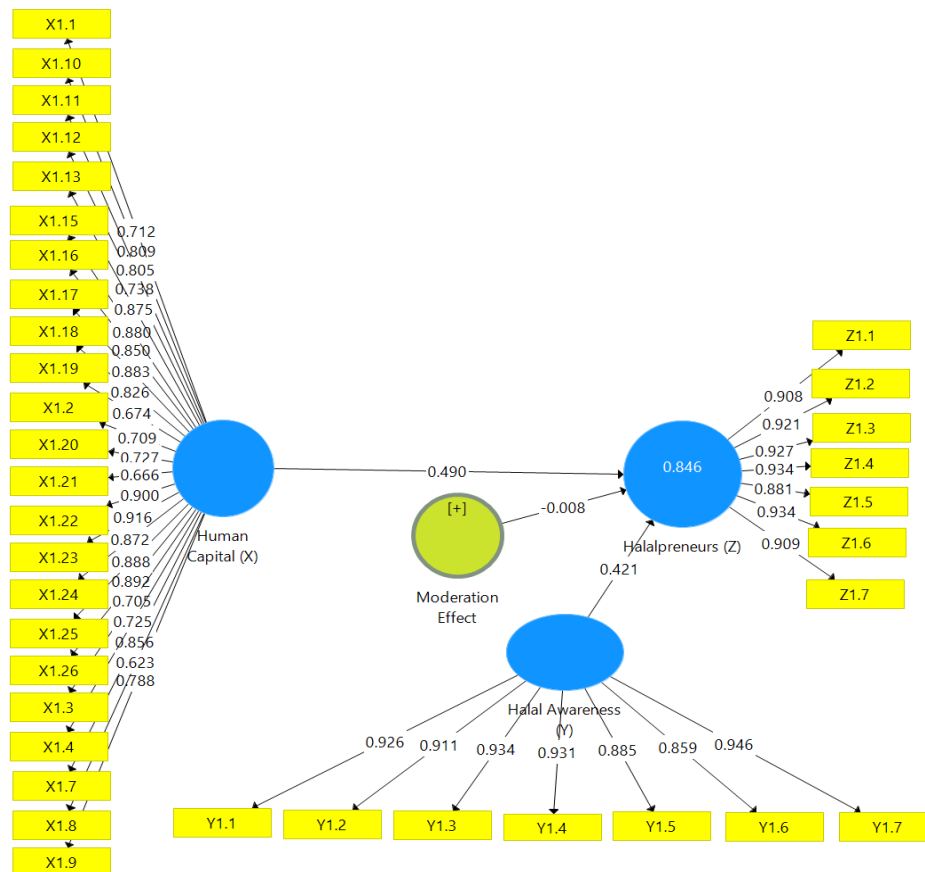 X1.1
X1.10
X1.11
X1.12
X1.13
X1.15
X1.16
X1.17
X1.18
X1.19
X1.2
X1.20
X1.21
X1.22
X1.23
X1.24
X1.25
X1.26
X1.3
X1.4
X1.7
X1.8
X1.9
0.712
0.809
0.805
0.738
0.875
0.880
0.850
0.883
0.826
0.674
0.709
0.727
0.666
0.900
0.916
0.872
0.888
0.892
0.705
0.725
0.856
0.623
0.788
Human
Capital (X)
0.490
[+]
-0.008
Moderation
Effect
0.846
Halalpreneurs (Z)
0.421
Halal Awareness
(Y)
0.908
0.921
0.927
0.934
0.881
0.934
0.909
Z1.1
Z1.2
Z1.3
Z1.4
Z1.5
Z1.6
Z1.7
0.926
0.911
0.934
0.931
0.885
0.859
0.946
Y1.1
Y1.2
Y1.3
Y1.4
Y1.5
Y1.6
Y1.7